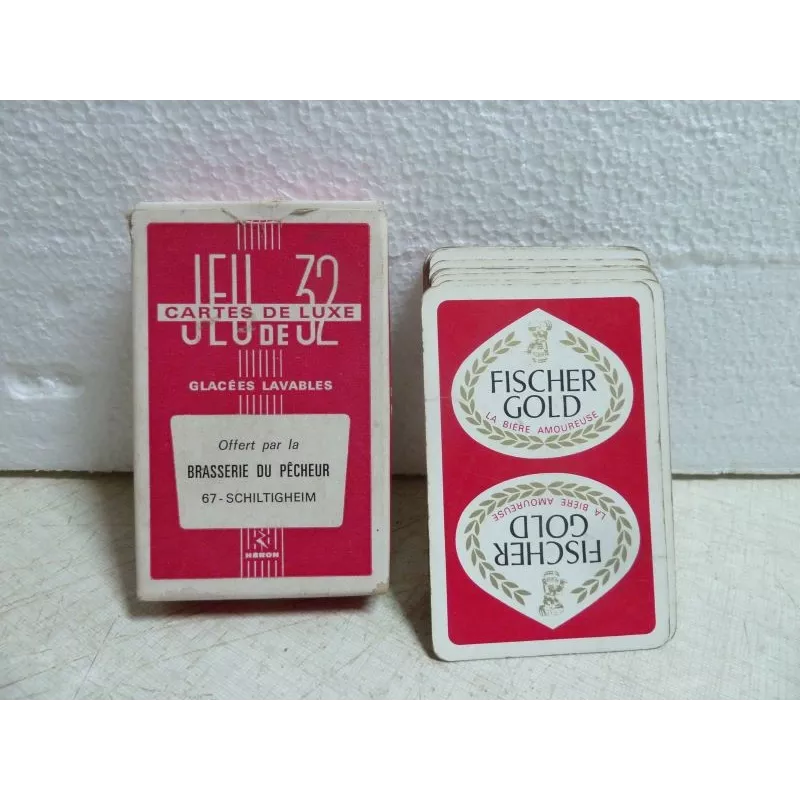 JEU DE 32
CARTES DE LUXE
GLACÉES LAVABLES
Offert par la
BRASSERIE DU PÊCHEUR
67-SCHILTIGHEIM
HÉRON
FISCHER
GOLD
LA BIÈRE AMOUREUSE
LA BIÈRE AMOUREUSE
GOLD
FISCHER